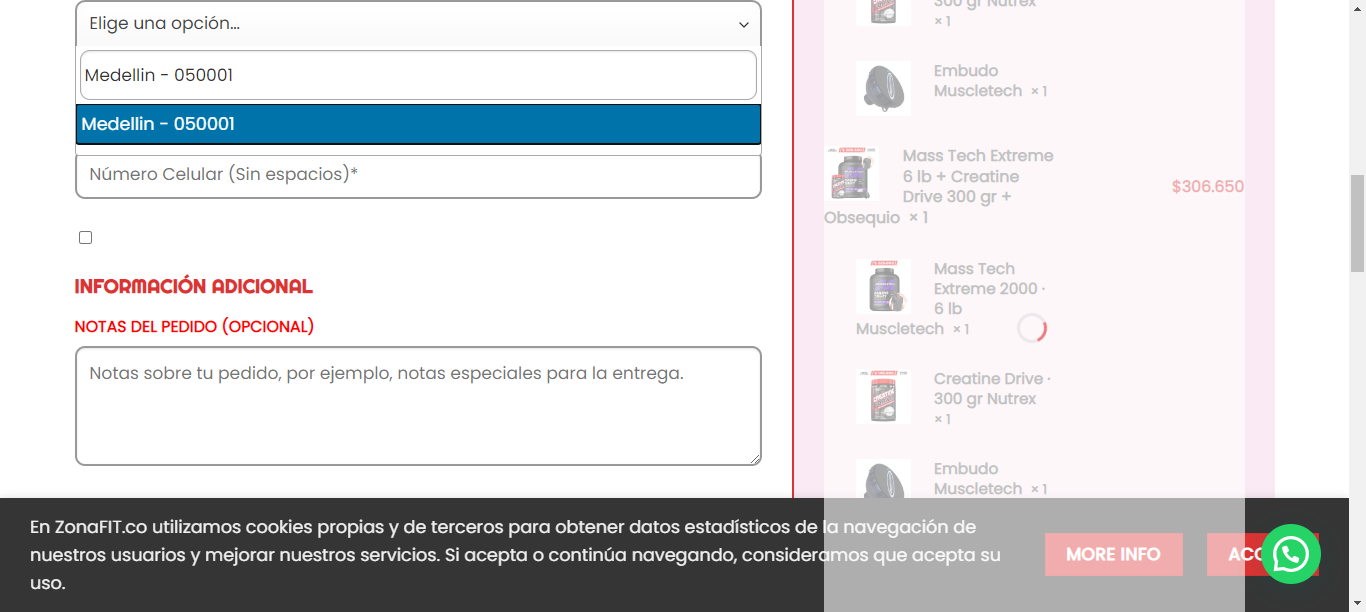 Elige una opción...
Medellin - 050001
Medellin - 050001
Número Celular (Sin espacios)*
INFORMACIÓN ADICIONAL
NOTAS DEL PEDIDO (OPCIONAL)
Notas sobre tu pedido, por ejemplo, notas especiales para la entrega.
300 gr Nutrex
× 1
Embudo
Muscletech × 1
Mass Tech Extreme
6 lb + Creatine
Drive 300 gr +
Obsequio × 1
$306.650
Mass Tech
Extreme 2000 ·
6 lb
Muscletech × 1
Creatine Drive ·
300 gr Nutrex
× 1
Embudo
Muscletech × 1
En ZonaFIT.co utilizamos cookies propias y de terceros para obtener datos estadísticos de la navegación de
nuestros usuarios y mejorar nuestros servicios. Si acepta o continúa navegando, consideramos que acepta su
uso.
MORE INFO